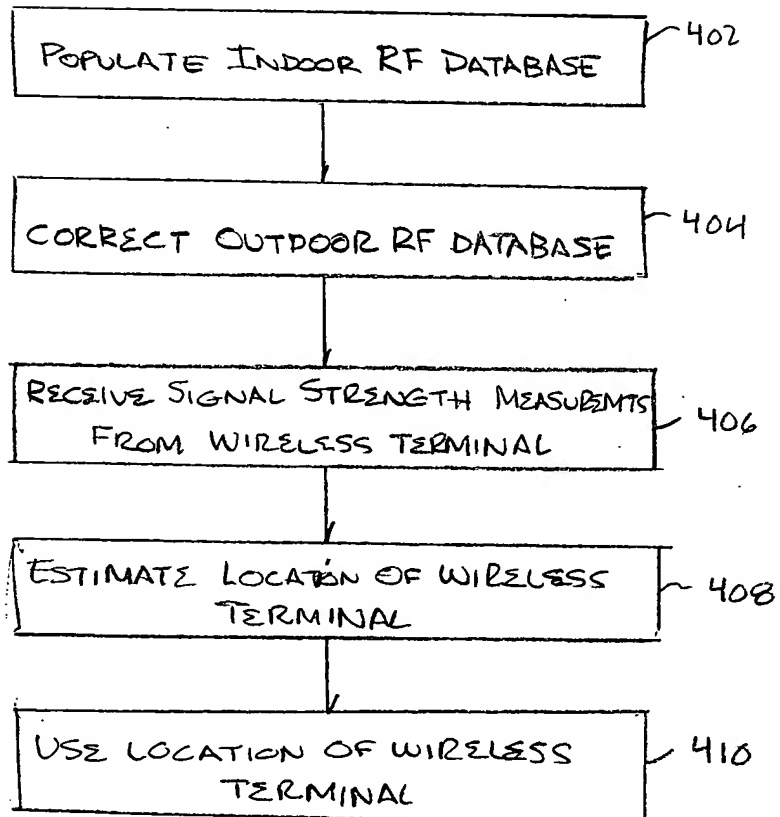 POPULATE INDOOR RF DATABASE
402
CORRECT OUTDOOR RF DATABASE
404
RECEIVE SIGNAL STRENGTH MEASUREMTS
FROM WIRELESS TERMINAL
406
ESTIMATE LOCATION OF WIRELESS
TERMINAL
408
USE LOCATION OF WIRELESS
TERMINAL
410